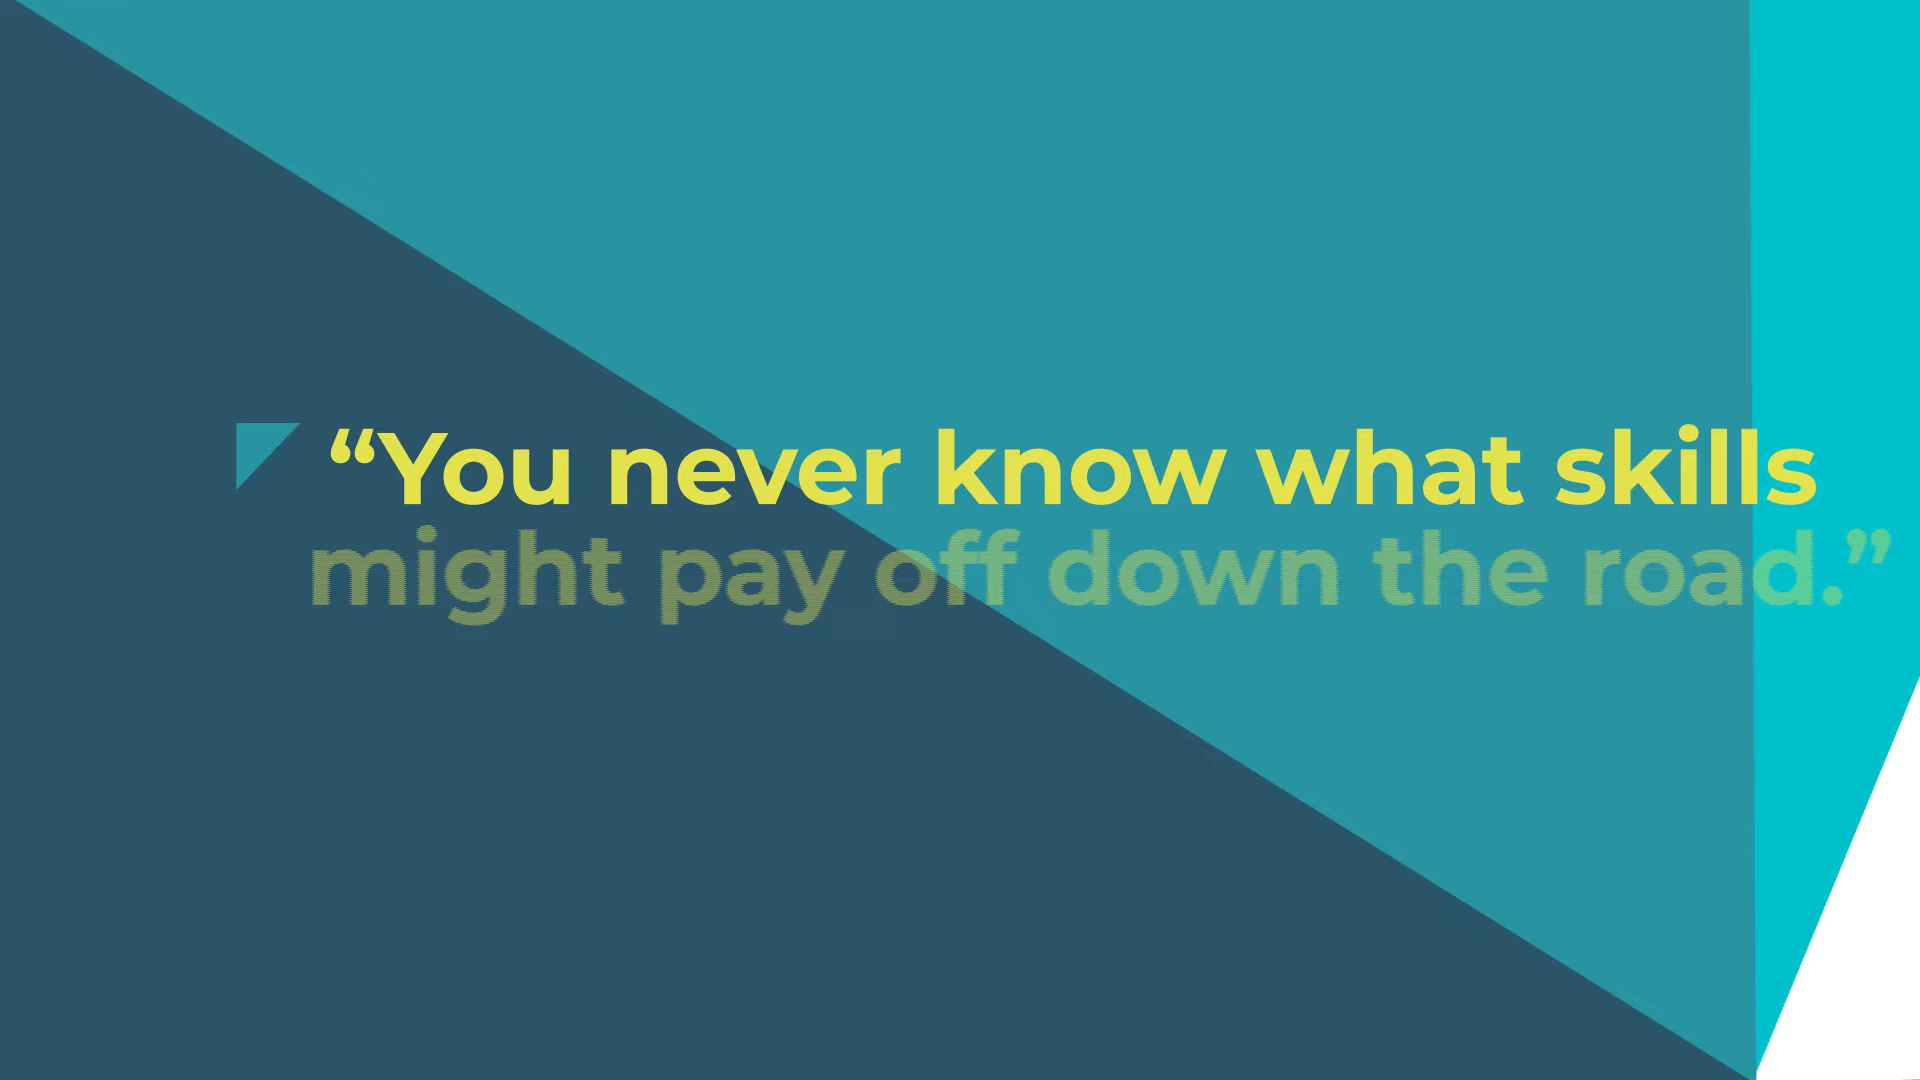 “You never know what skills
might pay off down the road.”